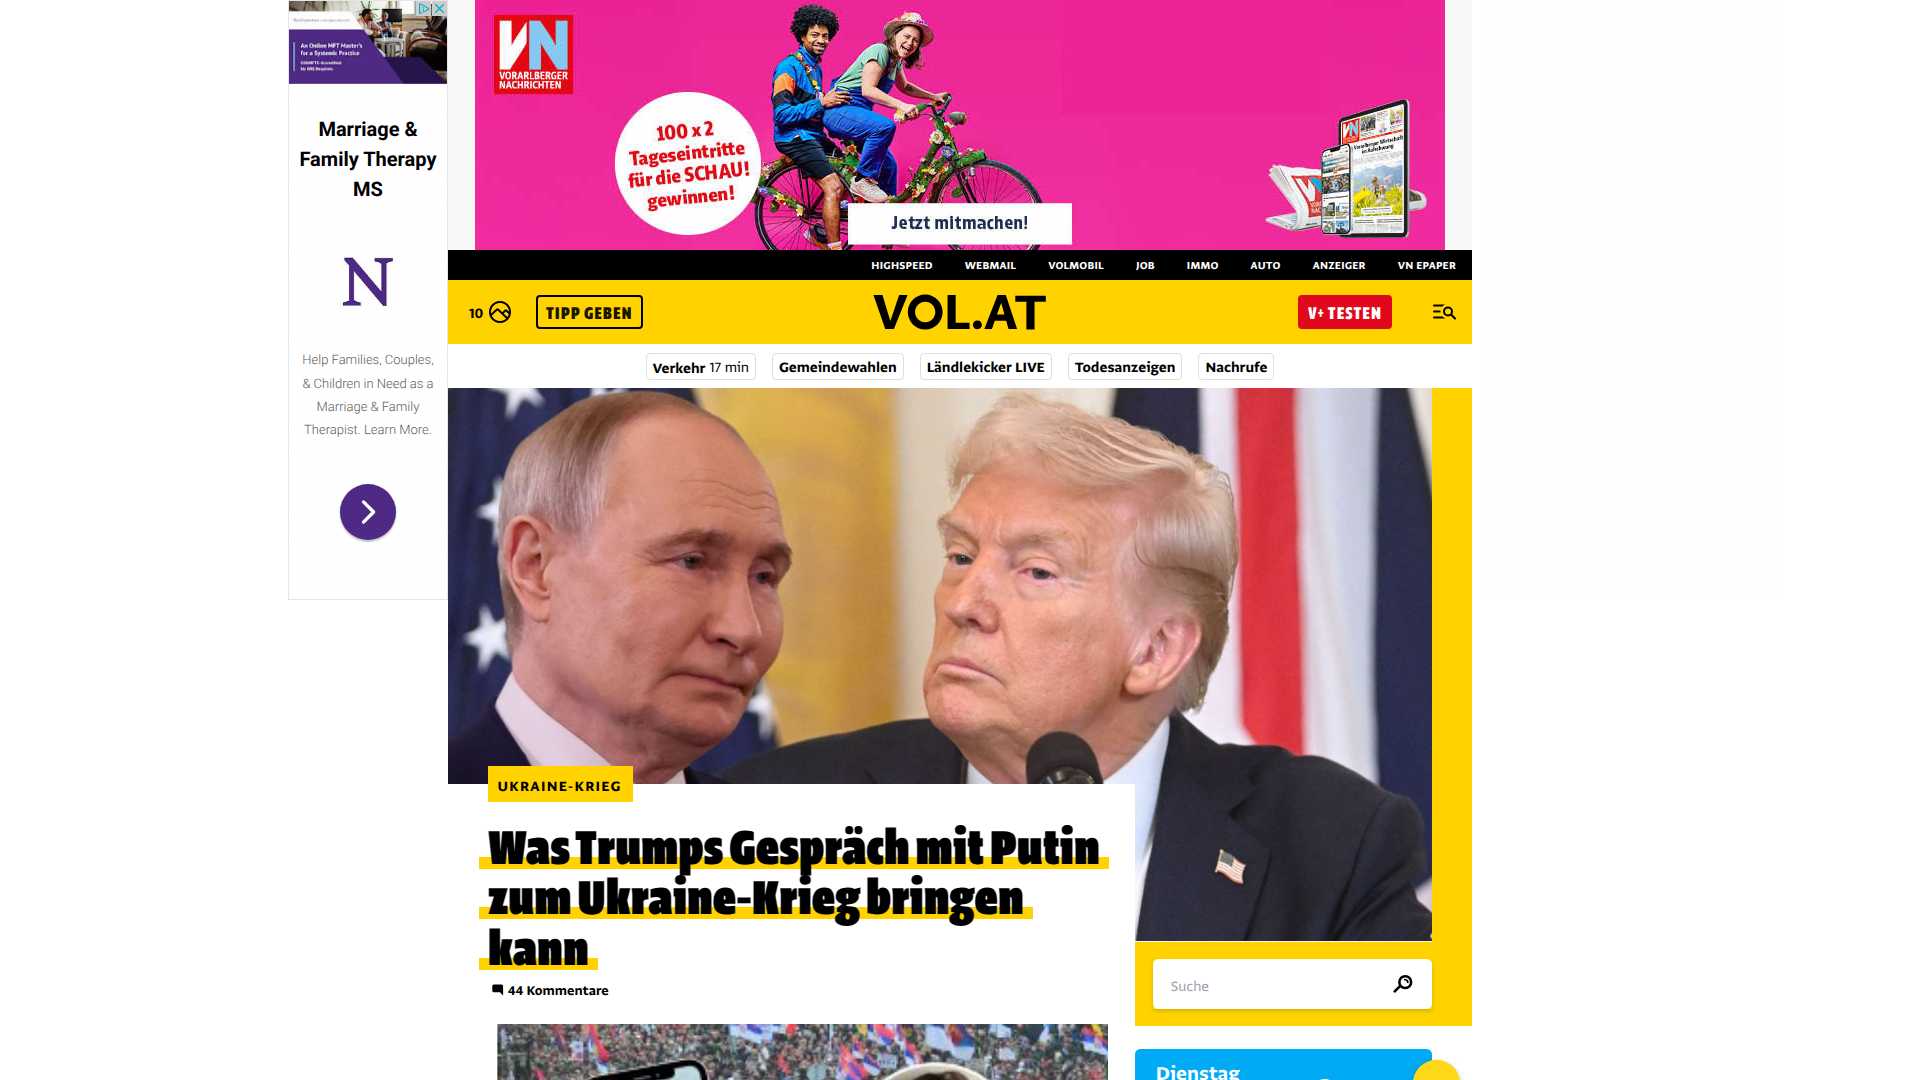 An Online MFT Master's
for a Systemic Practice
Marriage &
Family Therapy
MS
N
Help Families, Couples,
& Children in Need as a
Marriage & Family
Therapist. Learn More.
VN
VORARLBERGER
NACHRICHTEN
100 x 2
Tageseintritte
für die SCHAU!
gewinnen!
Jetzt mitmachen!
HIGHSPEED WEBMAIL VOLMOBIL JOB IMMO AUTO ANZEIGER VN EPAPER
10 TIPP GEBEN VOL.AT V+ TESTEN
Verkehr 17 min Gemeindewahlen Ländlekicker LIVE Todesanzeigen Nachrufe
UKRAINE-KRIEG
Was Trumps Gespräch mit Putin
zum Ukraine-Krieg bringen
kann
44 Kommentare
Suche
Dienstag